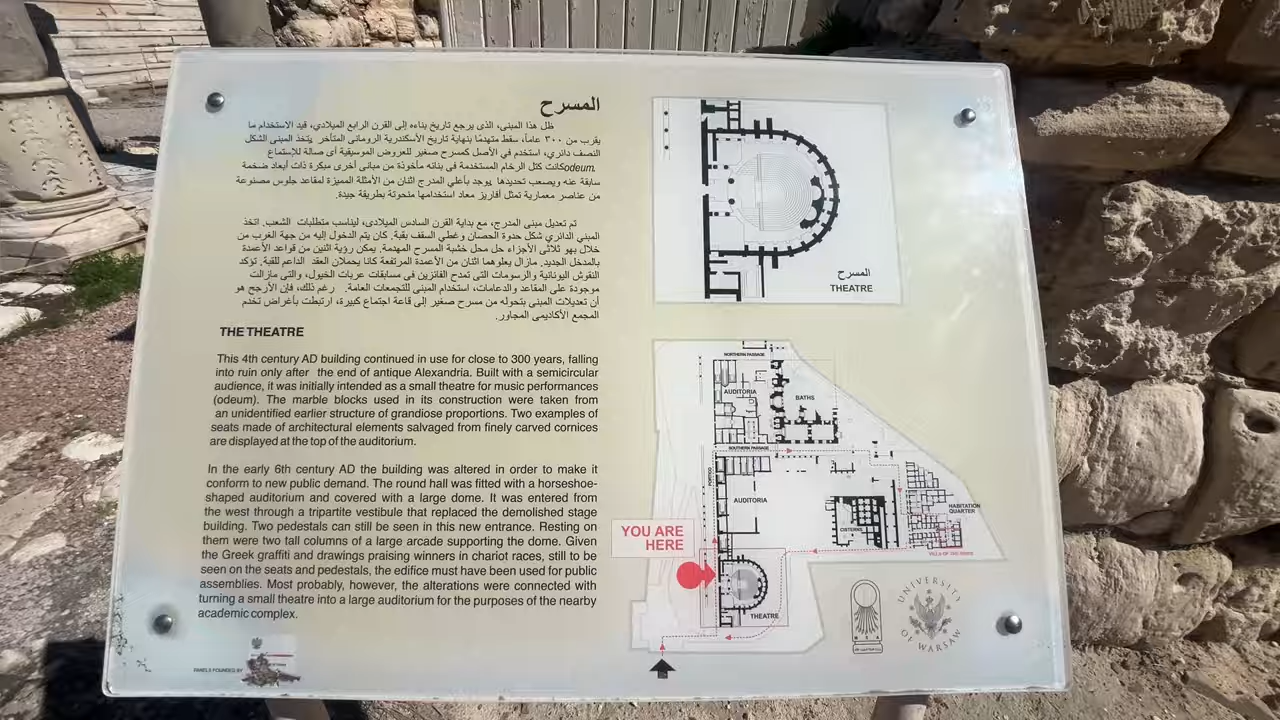 المسرح
ظل هذا المبنى، الذى يرجع تاريخ بناءه إلى القرن الرابع الميلادي، قيد الاستخدام ما
يقرب من ٣٠٠ عاماً، سقط متهدمًا بنهاية تاريخ الأسكندرية الرومانى المتأخر. يتخذ المبنى الشكل
النصف دائري، استخدم في الأصل كمسرح صغير للعروض الموسيقية أى صالة للإستماع
odeum. كانت كتل الرخام المستخدمة في بنائه مأخوذة من مبانى أخرى مبكرة ذات أبعاد ضخمة
سابقة عنه ويصعب تحديدها. يوجد بأعلي المدرج اثنان من الأمثلة المميزة لمقاعد جلوس مصنوعة
من عناصر معمارية تمثل أفاريز معاد استخدامها منحوتة بطريقة جيدة.
تم تعديل مبنى المدرج، مع بداية القرن السادس الميلادى، ليناسب متطلبات الشعب. اتخذ
المبني الدائري شكل حدوة الحصان وغطي السقف بقبة. كان يتم الدخول إليه من جهة الغرب من
خلال بهو ثلاثى الأجزاء حل محل خشبة المسرح المهدمة. يمكن رؤية اثنين من قواعد الأعمدة
بالمدخل الجديد. مازال يعلوهما اثنان من الأعمدة المرتفعة كانا يحملان العقد الداعم للقبة. تؤكد
النقوش اليونانية والرسومات التى تمدح الفائزين فى مسابقات عربات الخيول، والتي مازالت
موجودة على المقاعد والدعامات، استخدام المبنى للتجمعات العامة. رغم ذلك، فإن الأرجح هو
أن تعديلات المبنى بتحوله من مسرح صغير إلى قاعة اجتماع كبيرة، ارتبطت بأغراض تخدم
المجمع الأكاديمى المجاور.
THE THEATRE
This 4th century AD building continued in use for close to 300 years, falling
into ruin only after the end of antique Alexandria. Built with a semicircular
audience, it was initially intended as a small theatre for music performances
(odeum). The marble blocks used in its construction were taken from
an unidentified earlier structure of grandiose proportions. Two examples of
seats made of architectural elements salvaged from finely carved cornices
are displayed at the top of the auditorium.
In the early 6th century AD the building was altered in order to make it
conform to new public demand. The round hall was fitted with a horseshoe-
shaped auditorium and covered with a large dome. It was entered from
the west through a tripartite vestibule that replaced the demolished stage
building. Two pedestals can still be seen in this new entrance. Resting on
them were two tall columns of a large arcade supporting the dome. Given
the Greek graffiti and drawings praising winners in chariot races, still to be
seen on the seats and pedestals, the edifice must have been used for public
assemblies. Most probably, however, the alterations were connected with
turning a small theatre into a large auditorium for the purposes of the nearby
academic complex.
PANELS FOUNDED BY
المسرح
THEATRE
NORTHERN PASSAGE
AUDITORIA
BATHS
SOUTHERN PASSAGE
PORTICO
AUDITORIA
CISTERNS
HABITATION
QUARTER
VILLA OF THE BIRDS
YOU ARE
HERE
THEATRE
UNIVERSITY
OF WARSAW